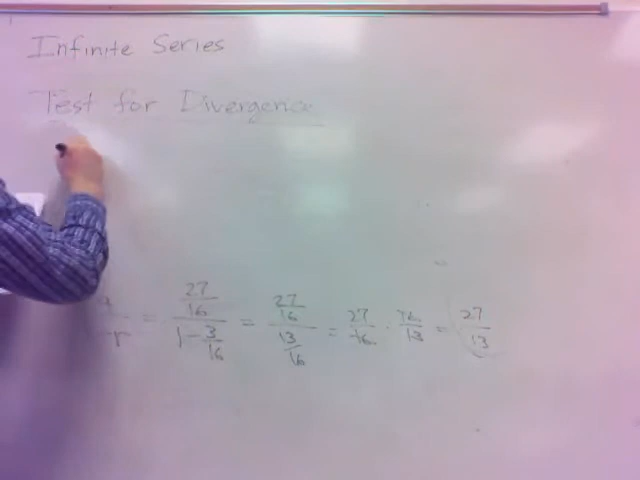 Infinite Series
Test for Divergence
-r = 27/16 / 1 - 3/16 = 27/16 / 13/16 = 27/16 · 16/13 = 27/13